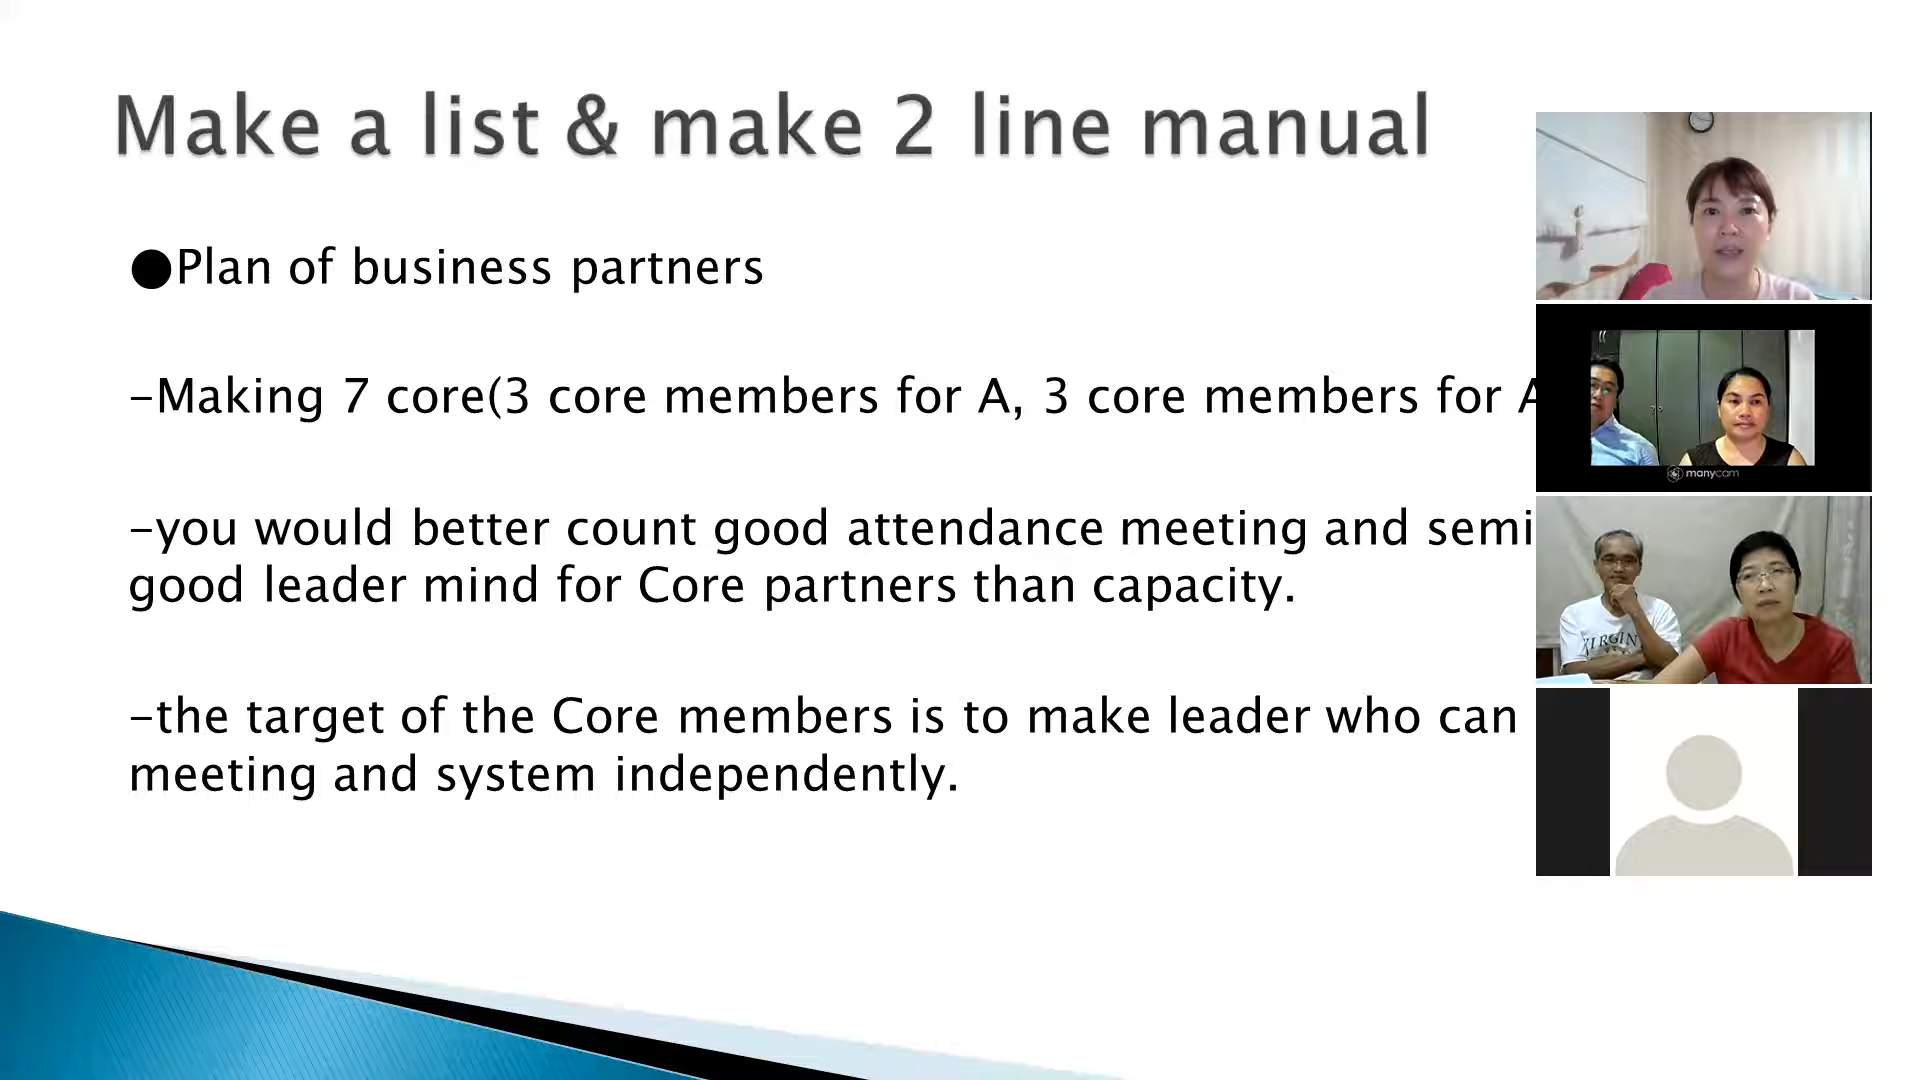 Make a list & make 2 line manual
●Plan of business partners
-Making 7 core(3 core members for A, 3 core members for A
-you would better count good attendance meeting and semi
good leader mind for Core partners than capacity.
-the target of the Core members is to make leader who can
meeting and system independently.
manycam
VIRGIN